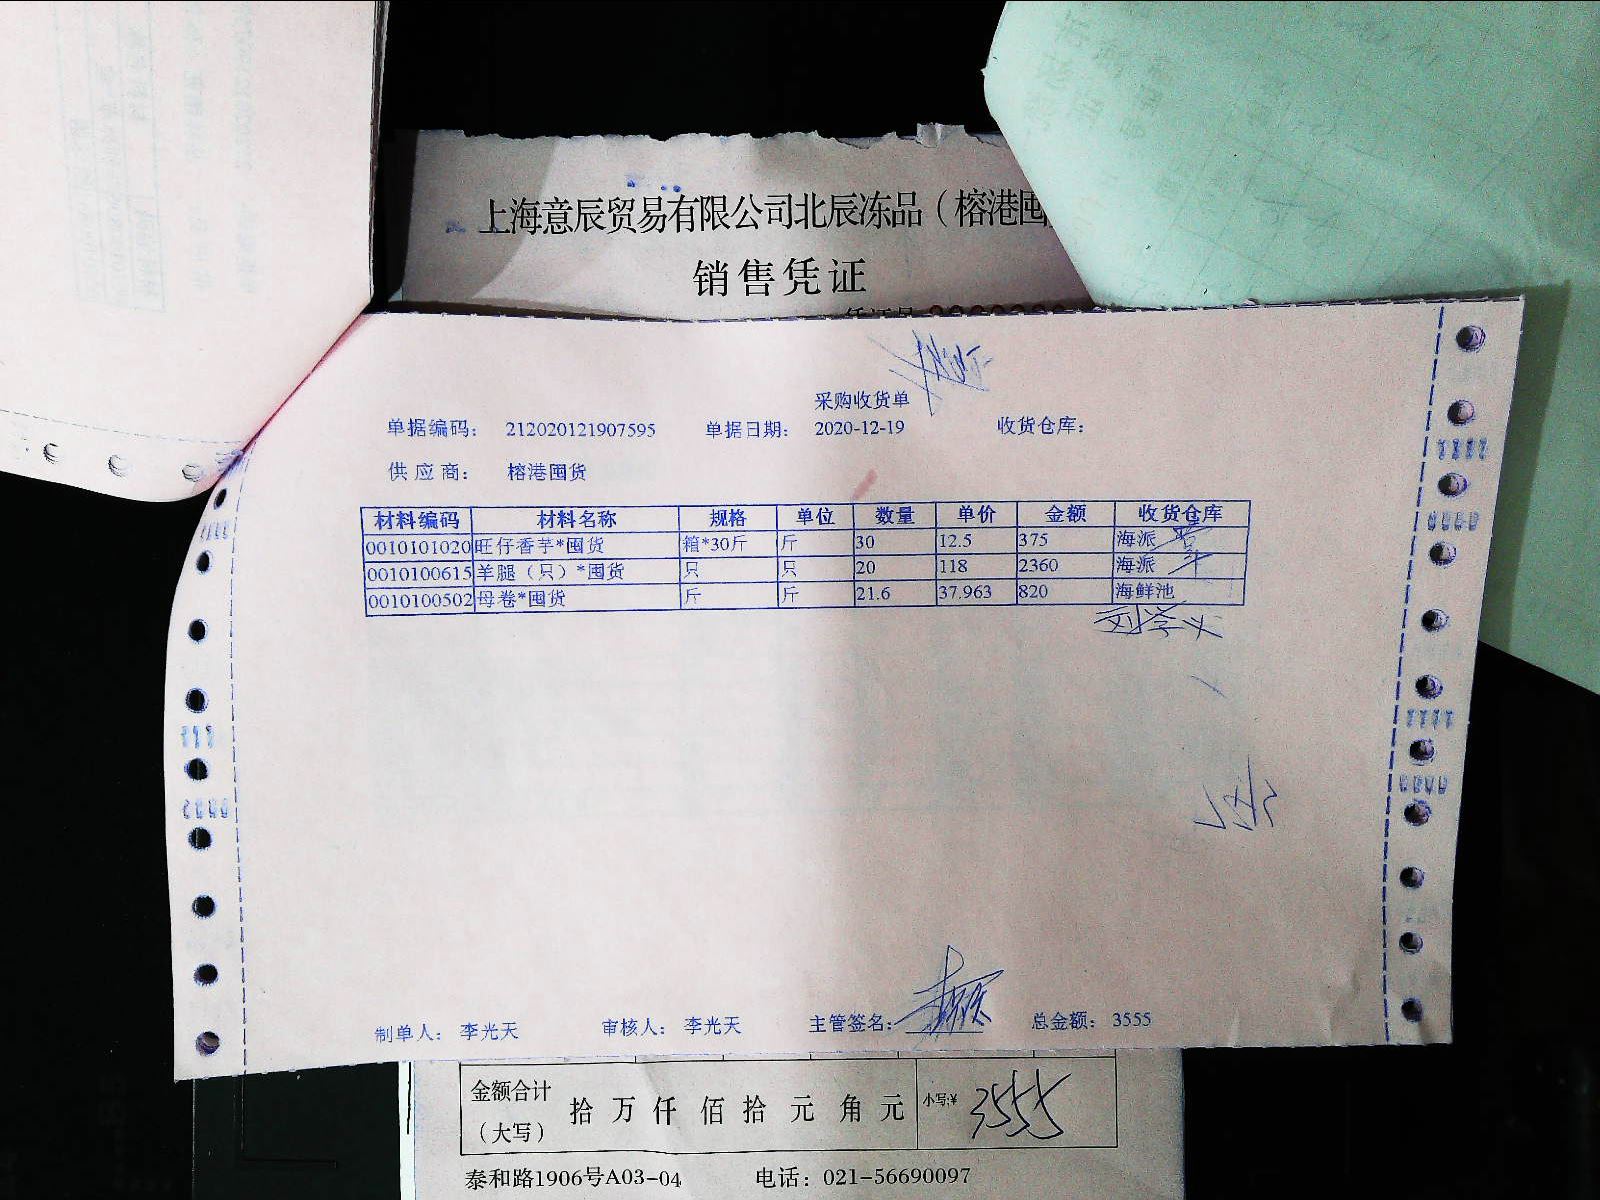 上海意辰贸易有限公司北辰冻品（榕港囤
销售凭证
采购收货单
单据编码： 212020121907595 单据日期： 2020-12-19 收货仓库：
供应商： 榕港囤货
材料编码 材料名称 规格 单位 数量 单价 金额 收货仓库
0010101020 旺仔香芋*囤货 箱*30斤 斤 30 12.5 375 海派
0010100615 羊腿（只）*囤货 只 只 20 118 2360 海派
0010100502 母卷*囤货 斤 斤 21.6 37.963 820 海鲜池
刘学义
制单人： 李光天 审核人： 李光天 主管签名： 总金额： 3555
金额合计（大写） 拾 万 仟 佰 拾 元 角 元 小写:¥ 3555
泰和路1906号A03-04 电话：021-56690097